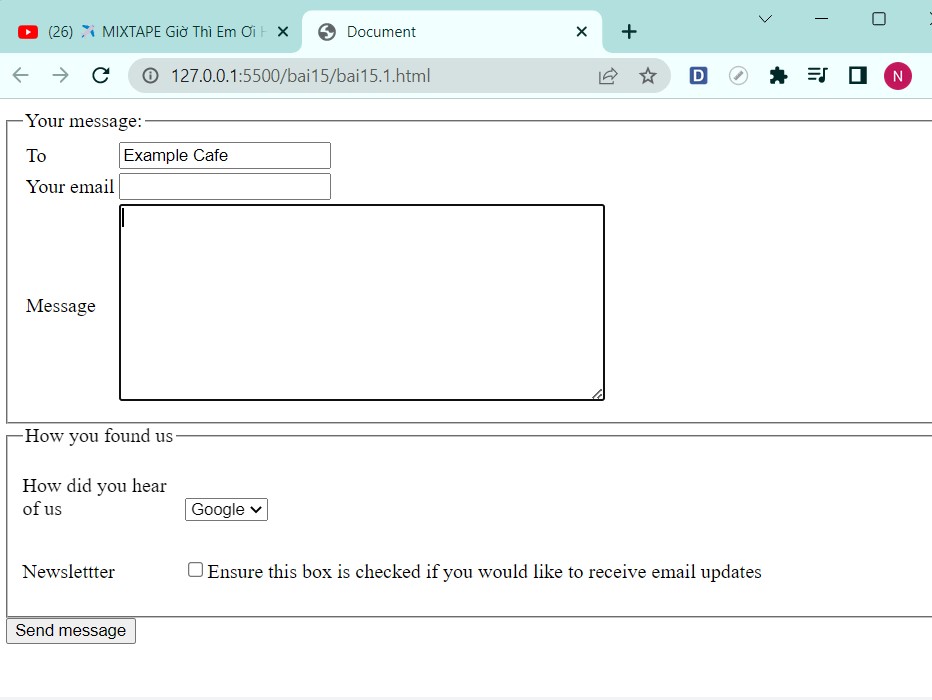 (26) MIXTAPE Giờ Thì Em Ơi
Document
127.0.0.1:5500/bai15/bai15.1.html
D
N
Your message:
To
Example Cafe
Your email
Message
How you found us
How did you hear
of us
Google
Newslettter
Ensure this box is checked if you would like to receive email updates
Send message